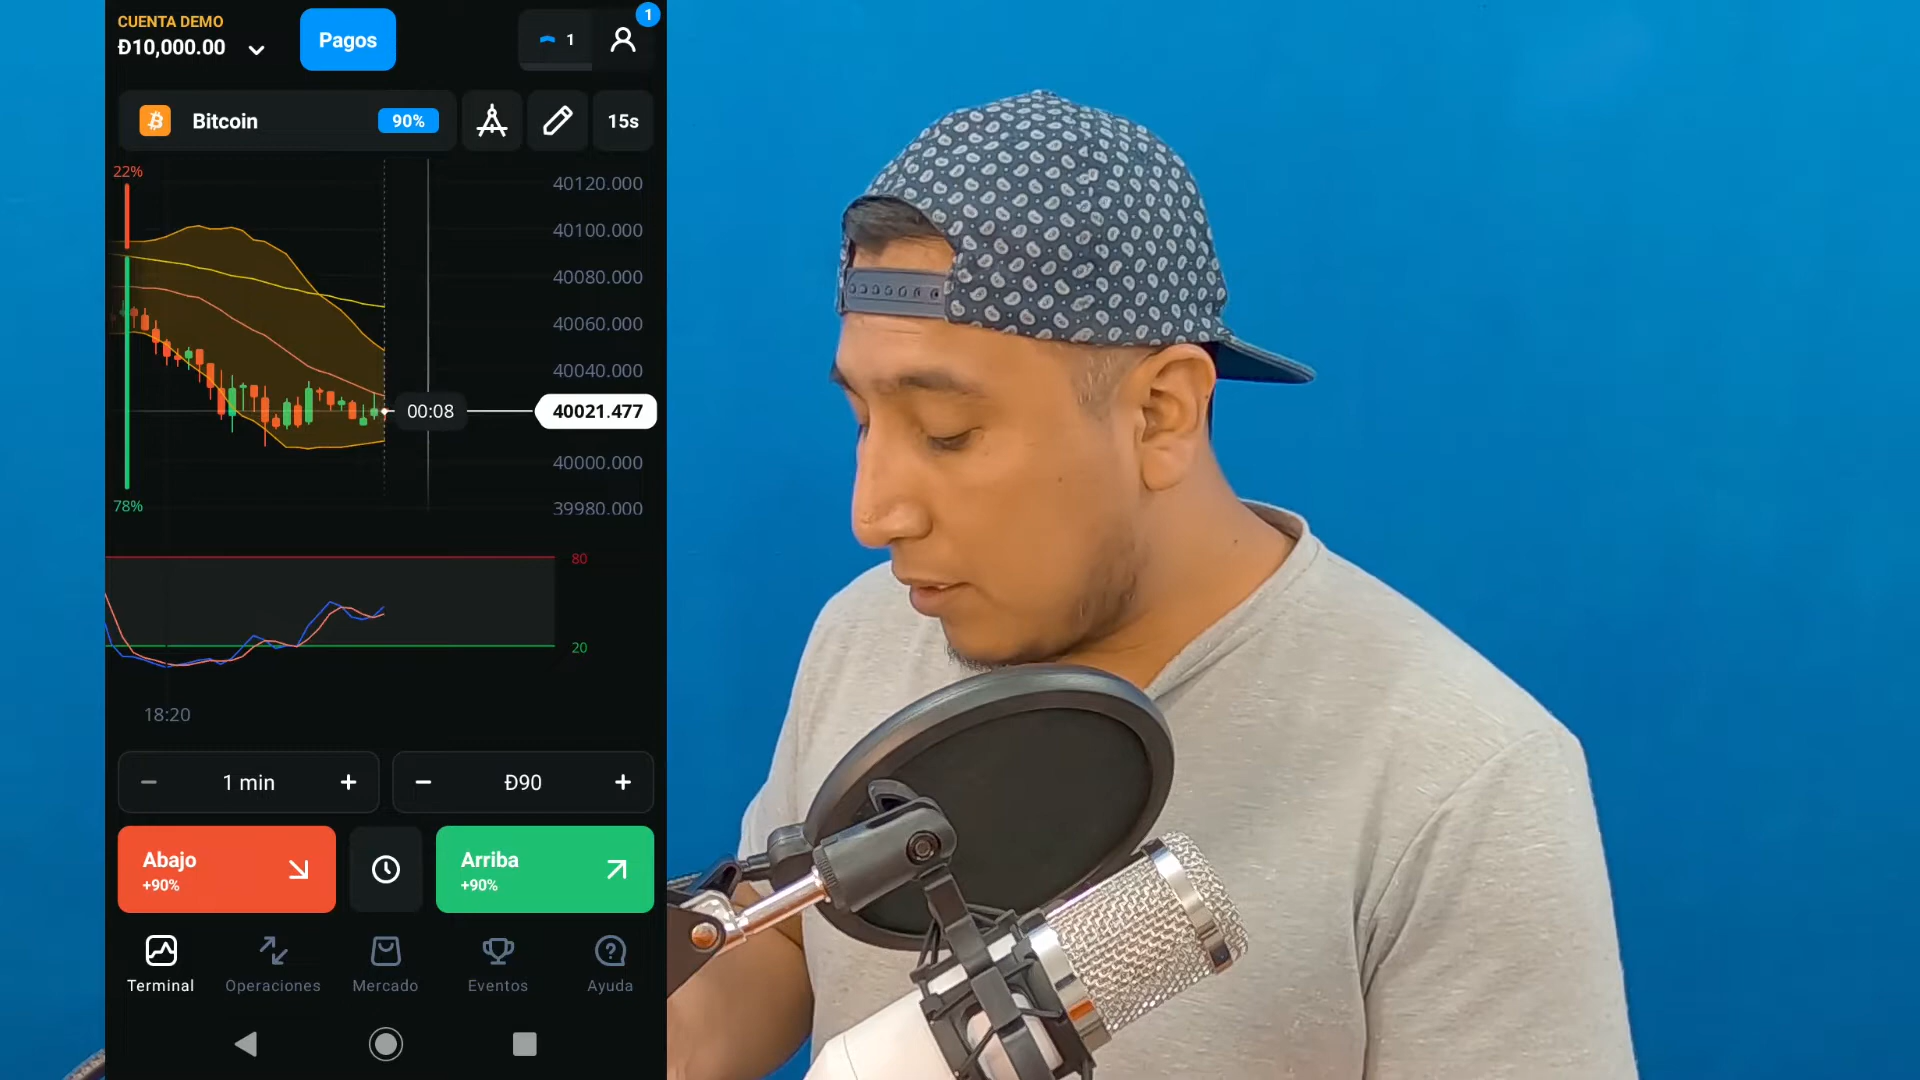 CUENTA DEMO
Đ10,000.00
Pagos
1
1
Bitcoin
90%
15s
22%
40120.000
40100.000
40080.000
40060.000
40040.000
00:08
40021.477
40000.000
39980.000
78%
80
20
18:20
1 min
Đ90
Abajo
+90%
Arriba
+90%
Terminal
Operaciones
Mercado
Eventos
Ayuda